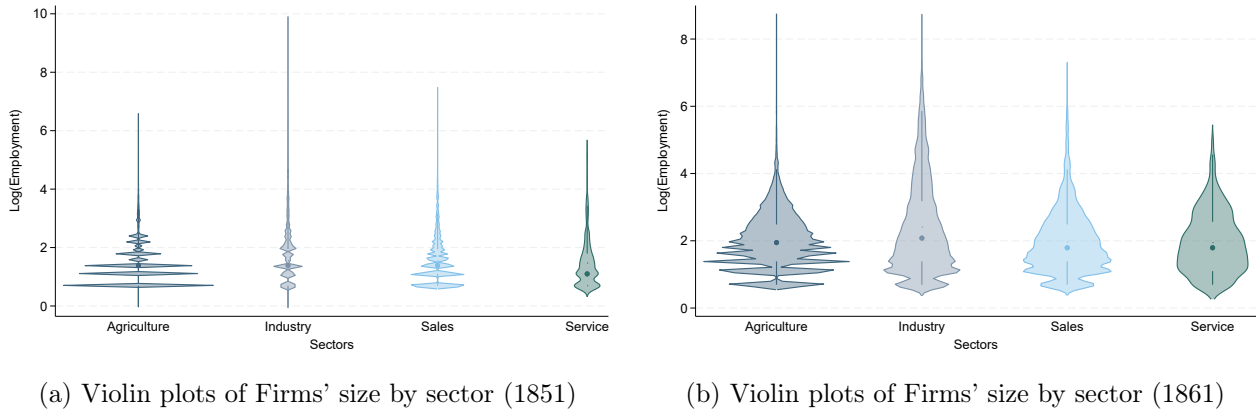 10
8
6
4
2
0
Log(Employment)
Agriculture Industry Sales Service
Sectors
(a) Violin plots of Firms’ size by sector (1851)
8
6
4
2
0
Log(Employment)
Agriculture Industry Sales Service
Sectors
(b) Violin plots of Firms’ size by sector (1861)